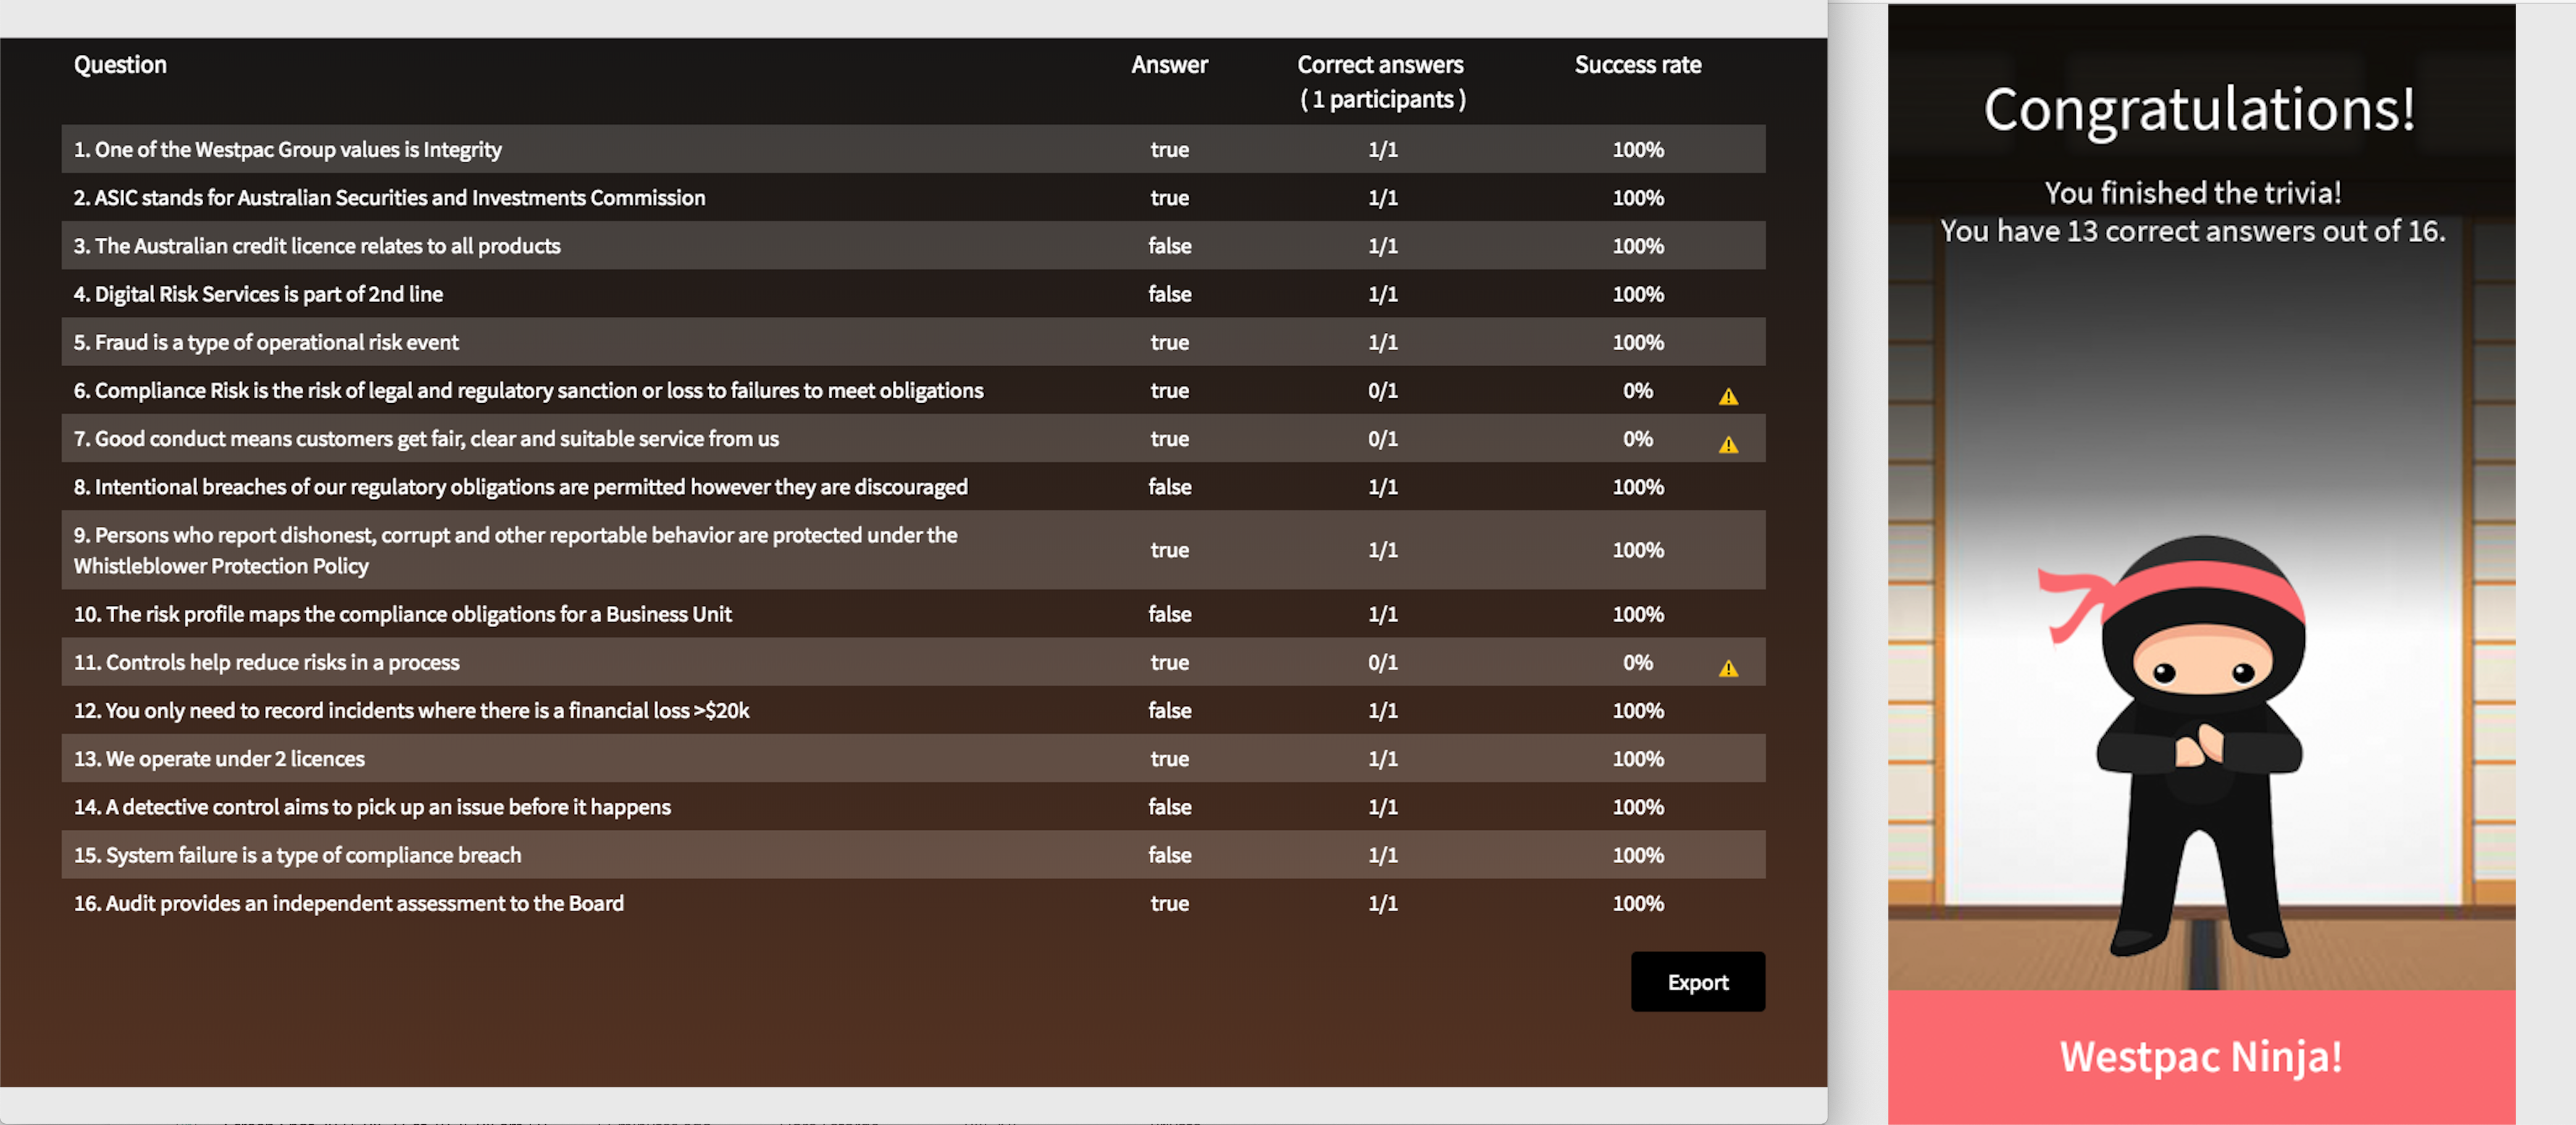 Question Answer Correct answers Success rate
( 1 participants )
1. One of the Westpac Group values is Integrity true 1/1 100%
2. ASIC stands for Australian Securities and Investments Commission true 1/1 100%
3. The Australian credit licence relates to all products false 1/1 100%
4. Digital Risk Services is part of 2nd line false 1/1 100%
5. Fraud is a type of operational risk event true 1/1 100%
6. Compliance Risk is the risk of legal and regulatory sanction or loss to failures to meet obligations true 0/1 0%
7. Good conduct means customers get fair, clear and suitable service from us true 0/1 0%
8. Intentional breaches of our regulatory obligations are permitted however they are discouraged false 1/1 100%
9. Persons who report dishonest, corrupt and other reportable behavior are protected under the
Whistleblower Protection Policy true 1/1 100%
10. The risk profile maps the compliance obligations for a Business Unit false 1/1 100%
11. Controls help reduce risks in a process true 0/1 0%
12. You only need to record incidents where there is a financial loss >$20k false 1/1 100%
13. We operate under 2 licences true 1/1 100%
14. A detective control aims to pick up an issue before it happens false 1/1 100%
15. System failure is a type of compliance breach false 1/1 100%
16. Audit provides an independent assessment to the Board true 1/1 100%
Export
Congratulations!
You finished the trivia!
You have 13 correct answers out of 16.
Westpac Ninja!